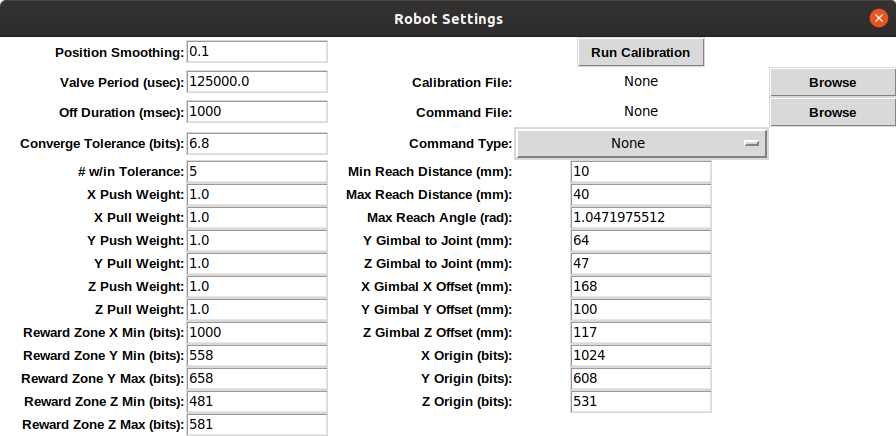 Robot Settings
Position Smoothing: 0.1 Run Calibration
Valve Period (usec): 125000.0 Calibration File: None Browse
Off Duration (msec): 1000 Command File: None Browse
Converge Tolerance (bits): 6.8 Command Type: None
# w/in Tolerance: 5 Min Reach Distance (mm): 10
X Push Weight: 1.0 Max Reach Distance (mm): 40
X Pull Weight: 1.0 Max Reach Angle (rad): 1.0471975512
Y Push Weight: 1.0 Y Gimbal to Joint (mm): 64
Y Pull Weight: 1.0 Z Gimbal to Joint (mm): 47
Z Push Weight: 1.0 X Gimbal X Offset (mm): 168
Z Pull Weight: 1.0 Y Gimbal Y Offset (mm): 100
Reward Zone X Min (bits): 1000 Z Gimbal Z Offset (mm): 117
Reward Zone Y Min (bits): 558 X Origin (bits): 1024
Reward Zone Y Max (bits): 658 Y Origin (bits): 608
Reward Zone Z Min (bits): 481 Z Origin (bits): 531
Reward Zone Z Max (bits): 581